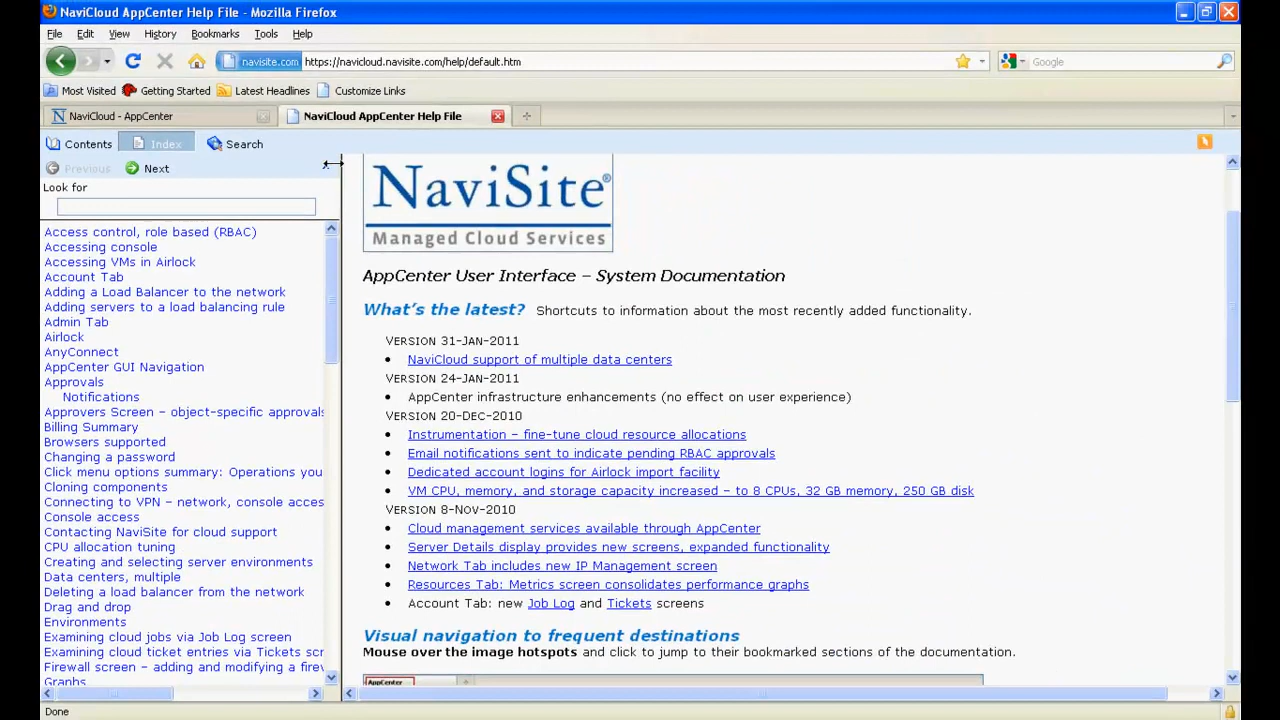 NaviCloud AppCenter Help File - Mozilla Firefox
File Edit View History Bookmarks Tools Help
navisite.com https://navicloud.navisite.com/help/default.htm
Google
Most Visited Getting Started Latest Headlines Customize Links
NaviCloud - AppCenter
NaviCloud AppCenter Help File
Contents Index Search
Previous Next
Look for
Access control, role based (RBAC)
Accessing console
Accessing VMs in Airlock
Account Tab
Adding a Load Balancer to the network
Adding servers to a load balancing rule
Admin Tab
Airlock
AnyConnect
AppCenter GUI Navigation
Approvals
Notifications
Approvers Screen – object-specific approvals
Billing Summary
Browsers supported
Changing a password
Click menu options summary: Operations you
Cloning components
Connecting to VPN – network, console acces
Console access
Contacting NaviSite for cloud support
CPU allocation tuning
Creating and selecting server environments
Data centers, multiple
Deleting a load balancer from the network
Drag and drop
Environments
Examining cloud jobs via Job Log screen
Examining cloud ticket entries via Tickets scr
Firewall screen – adding and modifying a firew
Graphs
NaviSite®
Managed Cloud Services
AppCenter User Interface – System Documentation
What's the latest? Shortcuts to information about the most recently added functionality.
VERSION 31-JAN-2011
• NaviCloud support of multiple data centers
VERSION 24-JAN-2011
• AppCenter infrastructure enhancements (no effect on user experience)
VERSION 20-DEC-2010
• Instrumentation – fine-tune cloud resource allocations
• Email notifications sent to indicate pending RBAC approvals
• Dedicated account logins for Airlock import facility
• VM CPU, memory, and storage capacity increased – to 8 CPUs, 32 GB memory, 250 GB disk
VERSION 8-NOV-2010
• Cloud management services available through AppCenter
• Server Details display provides new screens, expanded functionality
• Network Tab includes new IP Management screen
• Resources Tab: Metrics screen consolidates performance graphs
• Account Tab: new Job Log and Tickets screens
Visual navigation to frequent destinations
Mouse over the image hotspots and click to jump to their bookmarked sections of the documentation.
AppCenter
Done